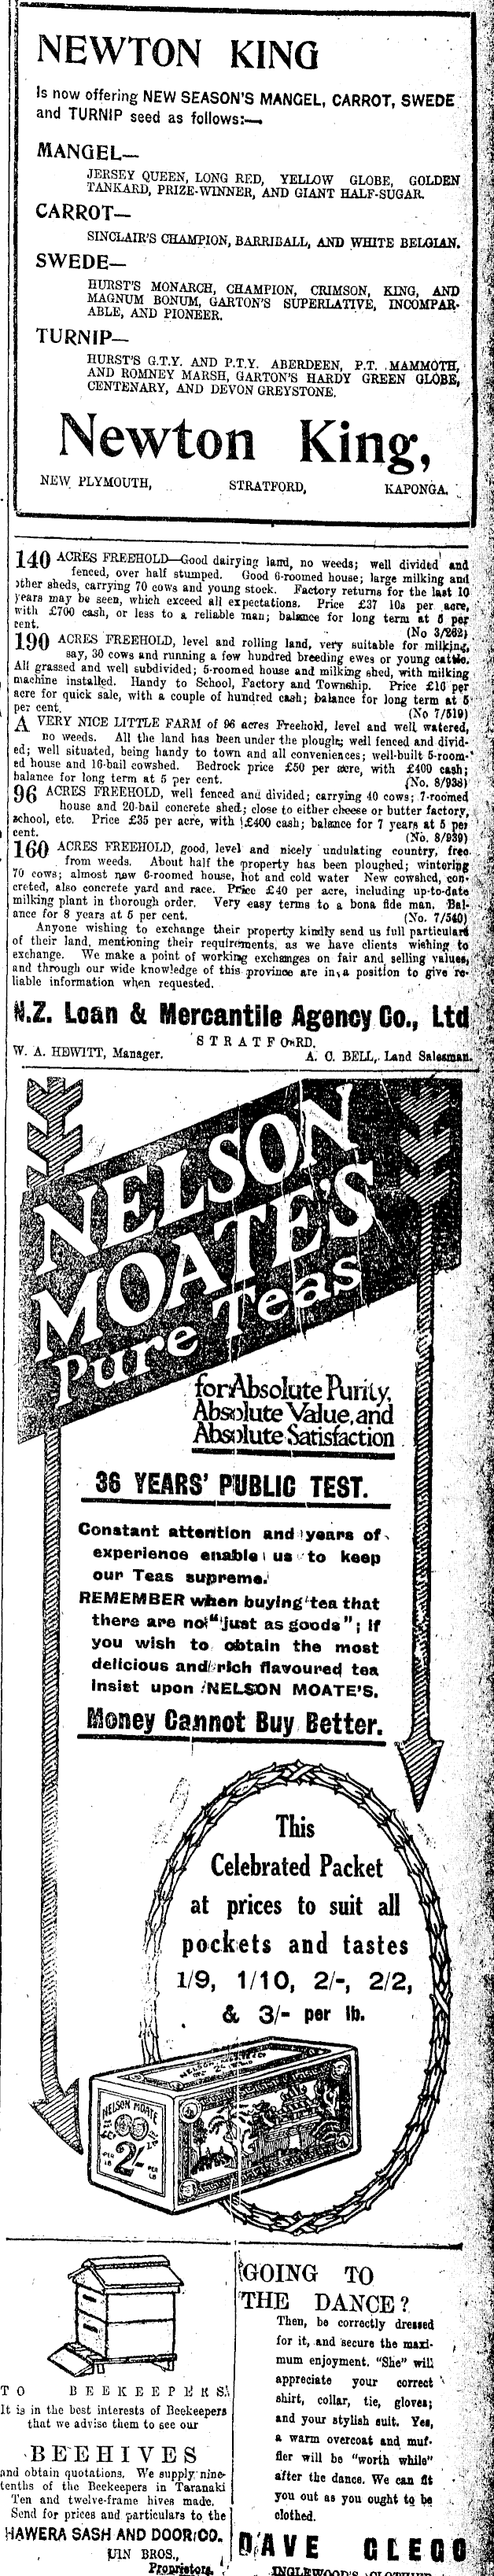 NEWTON KING
Is now offering NEW SEASON'S MANGEL, CARROT, SWEDE
and TURNIP seed as follows:—
MANGEL—
JERSEY QUEEN, LONG RED, YELLOW GLOBE, GOLDEN
TANKARD, PRIZE-WINNER, AND GIANT HALF-SUGAR.
CARROT—
SINCLAIR'S CHAMPION, BARRIBALL, AND WHITE BELGIAN.
SWEDE—
HURST'S MONARCH, CHAMPION, CRIMSON, KING, AND
MAGNUM BONUM, GARTON'S SUPERLATIVE, INCOMPAR-
ABLE, AND PIONEER.
TURNIP—
HURST'S G.T.Y. AND P.T.Y. ABERDEEN, P.T. MAMMOTH,
AND ROMNEY MARSH, GARTON'S HARDY GREEN GLOBE,
CENTENARY, AND DEVON GREYSTONE.
Newton King,
NEW PLYMOUTH, STRATFORD, KAPONGA.
140 ACRES FREEHOLD—Good dairying land, no weeds; well divided and
fenced, over half stumped. Good 6-roomed house; large milking and
other sheds, carrying 70 cows and young stock. Factory returns for the last 10
years may be seen, which exceed all expectations. Price £37 10s per acre,
with £700 cash, or less to a reliable man; balance for long term at 5 per
cent. (No 3/262)
190 ACRES FREEHOLD, level and rolling land, very suitable for milking,
say, 30 cows and running a few hundred breeding ewes or young cattle.
All grassed and well subdivided; 5-roomed house and milking shed, with milking
machine installed. Handy to School, Factory and Township. Price £16 per
acre for quick sale, with a couple of hundred cash; balance for long term at 5
per cent. (No 7/519)
A VERY NICE LITTLE FARM of 96 acres Freehold, level and well watered,
no weeds. All the land has been under the plough; well fenced and divid-
ed; well situated, being handy to town and all conveniences; well-built 5-room-
ed house and 16-bail cowshed. Bedrock price £50 per acre, with £400 cash;
balance for long term at 5 per cent. (No. 8/938)
96 ACRES FREEHOLD, well fenced and divided; carrying 40 cows; 7-roomed
house and 20-bail concrete shed; close to either cheese or butter factory,
school, etc. Price £35 per acre, with £400 cash; balance for 7 years at 5 per
cent. (No. 8/939)
160 ACRES FREEHOLD, good, level and nicely undulating country, free
from weeds. About half the property has been ploughed; wintering
70 cows; almost new 6-roomed house, hot and cold water New cowshed, con-
creted, also concrete yard and race. Price £40 per acre, including up-to-date
milking plant in thorough order. Very easy terms to a bona fide man. Bal-
ance for 8 years at 5 per cent. (No. 7/540)
Anyone wishing to exchange their property kindly send us full particulars
of their land, mentioning their requirements, as we have clients wishing to
exchange. We make a point of working exchanges on fair and selling values,
and through our wide knowledge of this province are in a position to give re-
liable information when requested.
N.Z. Loan & Mercantile Agency Co., Ltd
STRATFORD.
W. A. HEWITT, Manager. A. C. BELL, Land Salesman.
NELSON
MOATE'S
Pure Teas
for Absolute Purity,
Absolute Value, and
Absolute Satisfaction
36 YEARS' PUBLIC TEST.
Constant attention and years of
experience enable us to keep
our Teas supreme.
REMEMBER when buying tea that
there are no "just as goods"; if
you wish to obtain the most
delicious and rich flavoured tea
insist upon NELSON MOATE'S.
Money Cannot Buy Better.
This
Celebrated Packet
at prices to suit all
pockets and tastes
1/9, 1/10, 2/-, 2/2,
& 3/- per lb.
NELSON MOATE
2/-
PER LB
PER LB
TO BEEKEEPERS.
It is in the best interests of Beekeepers
that we advise them to see our
BEEHIVES
and obtain quotations. We supply nine-
tenths of the Beekeepers in Taranaki
Ten and twelve-frame hives made.
Send for prices and particulars to the
HAWERA SASH AND DOOR CO.
BROS.,
Proprietors.
GOING TO
THE DANCE?
Then, be correctly dressed
for it, and secure the maxi-
mum enjoyment. "She" will
appreciate your correct
shirt, collar, tie, gloves;
and your stylish suit. Yes,
a warm overcoat and muf-
fler will be "worth while"
after the dance. We can fit
you out as you ought to be
clothed.
DAVE CLEGG
INGLEWOOD'S CLOTHIER